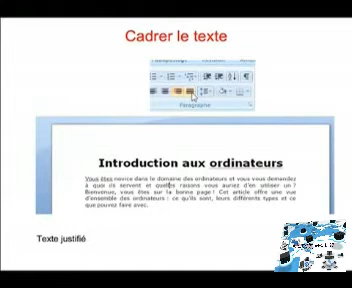 Cadrer le texte
Paragraphe
Introduction aux ordinateurs
Vous êtes novice dans le domaine des ordinateurs et vous vous demandez
à quoi ils servent et quelles raisons vous auriez d'en utiliser un ?
Bienvenue, vous êtes sur la bonne page ! Cet article offre une vue
d'ensemble des ordinateurs : ce qu'ils sont, leurs différents types et ce
que pouvez faire avec.
Texte justifié